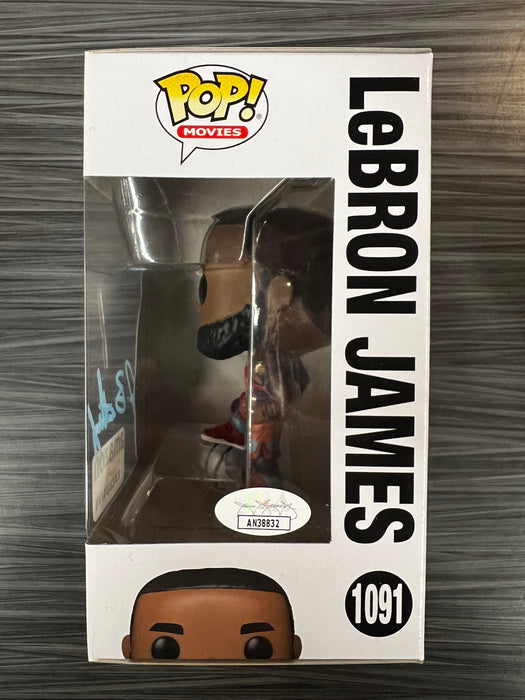 POP!
MOVIES
LeBRON JAMES
1091
AN38832